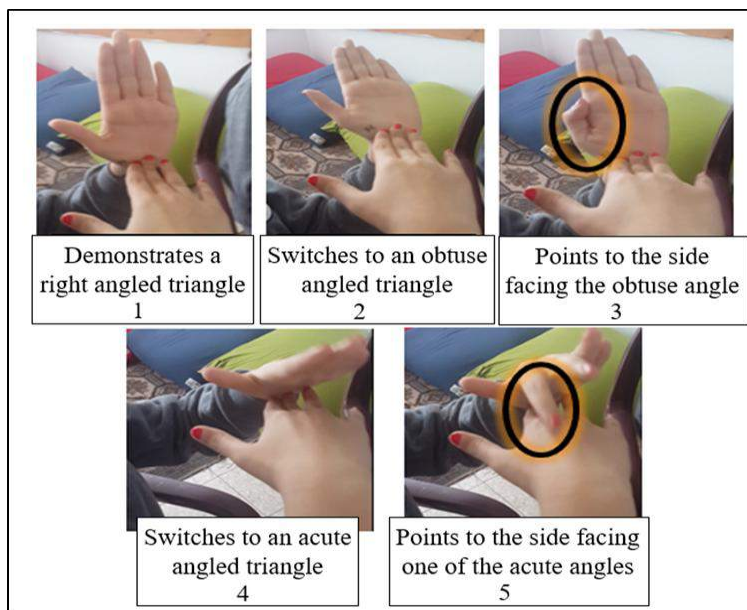 Demonstrates a
right angled triangle
1
Switches to an obtuse
angled triangle
2
Points to the side
facing the obtuse angle
3
Switches to an acute
angled triangle
4
Points to the side facing
one of the acute angles
5